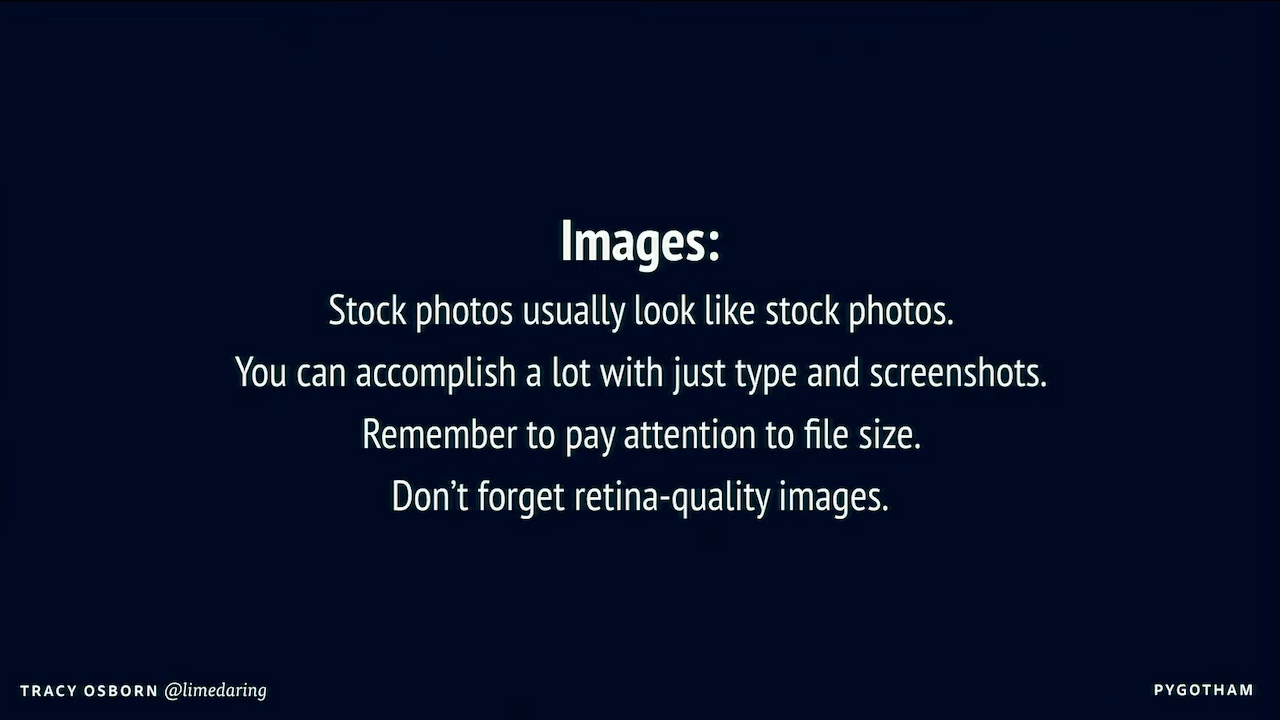 Images:
Stock photos usually look like stock photos.
You can accomplish a lot with just type and screenshots.
Remember to pay attention to file size.
Don’t forget retina-quality images.
TRACY OSBORN @limedaring
PYGOTHAM